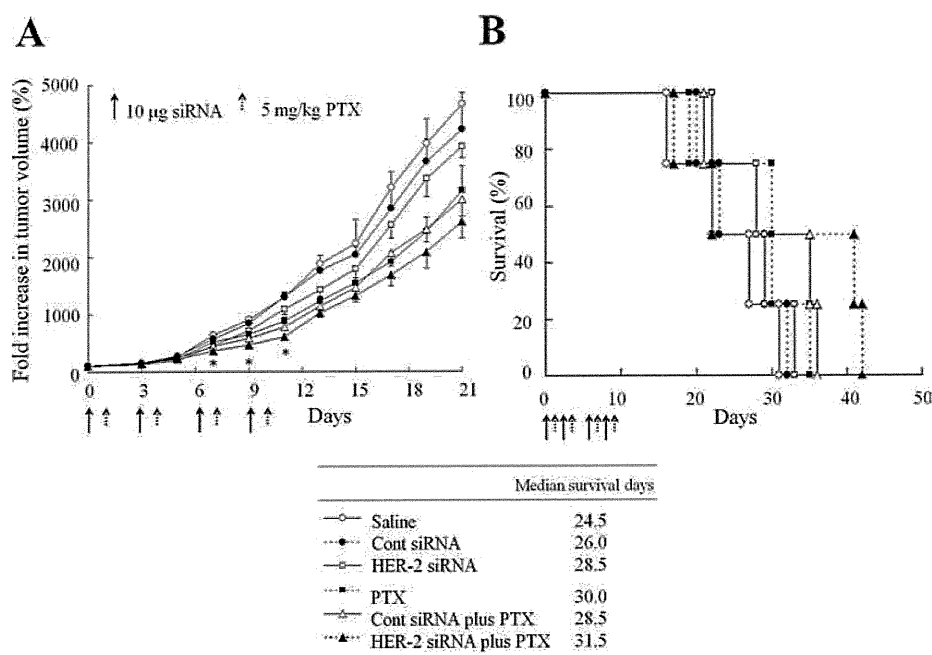 A
B
Fold increase in tumor volume (%)
5000
4000
3000
2000
1000
0
10 μg siRNA
5 mg/kg PTX
* * *
0 3 6 9 12 15 18 21
Days
Survival (%)
100
80
60
40
20
0
0 10 20 30 40 50
Days
Median survival days
Saline 24.5
Cont siRNA 26.0
HER-2 siRNA 28.5
PTX 30.0
Cont siRNA plus PTX 28.5
HER-2 siRNA plus PTX 31.5